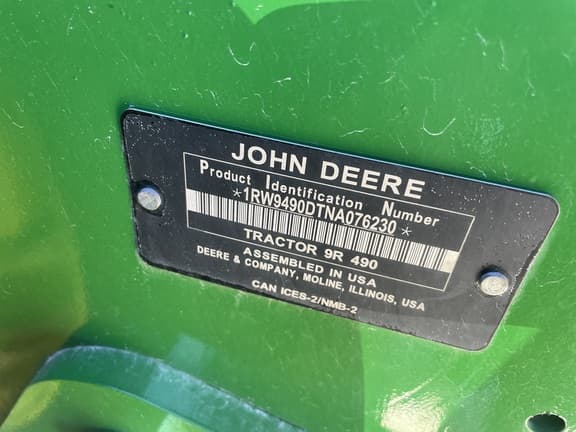 JOHN DEERE
Product Identification Number
*1RW9490DTNA076230*
TRACTOR 9R 490
ASSEMBLED IN USA
DEERE & COMPANY, MOLINE, ILLINOIS, USA
CAN ICES-2/NMB-2